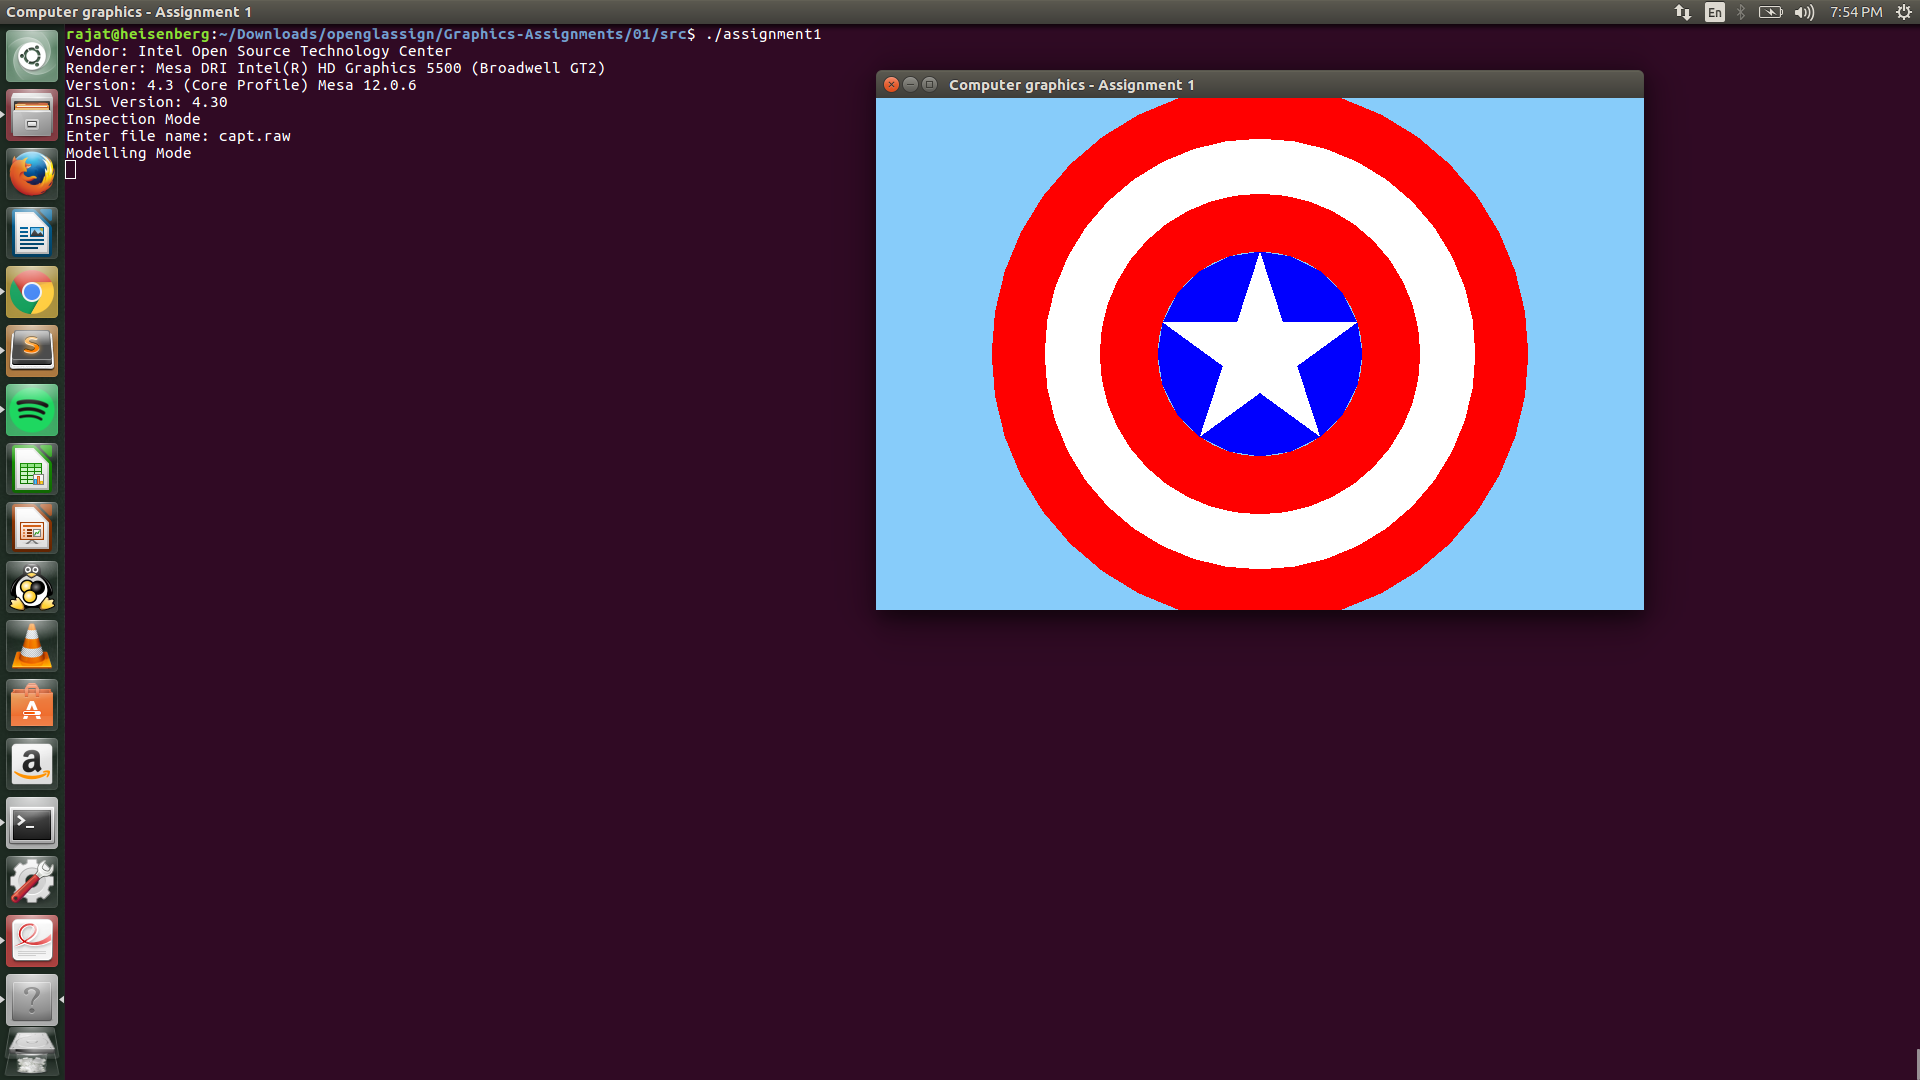 Computer graphics - Assignment 1
En
7:54 PM
rajat@heisenberg:~/Downloads/openglassign/Graphics-Assignments/01/src$ ./assignment1
Vendor: Intel Open Source Technology Center
Renderer: Mesa DRI Intel(R) HD Graphics 5500 (Broadwell GT2)
Version: 4.3 (Core Profile) Mesa 12.0.6
GLSL Version: 4.30
Inspection Mode
Enter file name: capt.raw
Modelling Mode
Computer graphics - Assignment 1